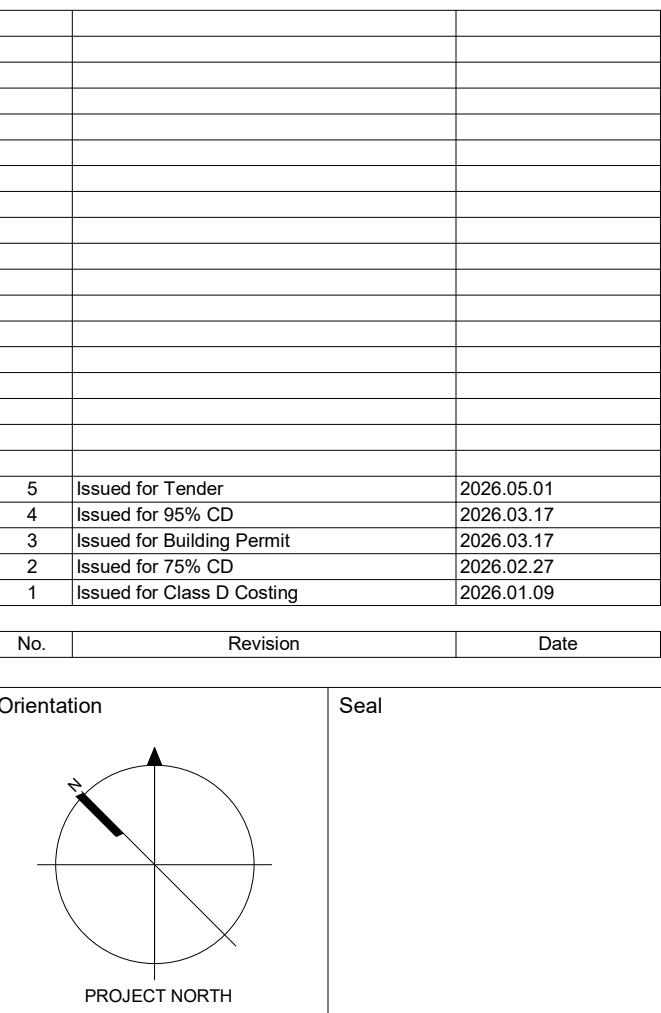 5 Issued for Tender 2026.05.01
4 Issued for 95% CD 2026.03.17
3 Issued for Building Permit 2026.03.17
2 Issued for 75% CD 2026.02.27
1 Issued for Class D Costing 2026.01.09
No. Revision Date
Orientation Seal
N
PROJECT NORTH